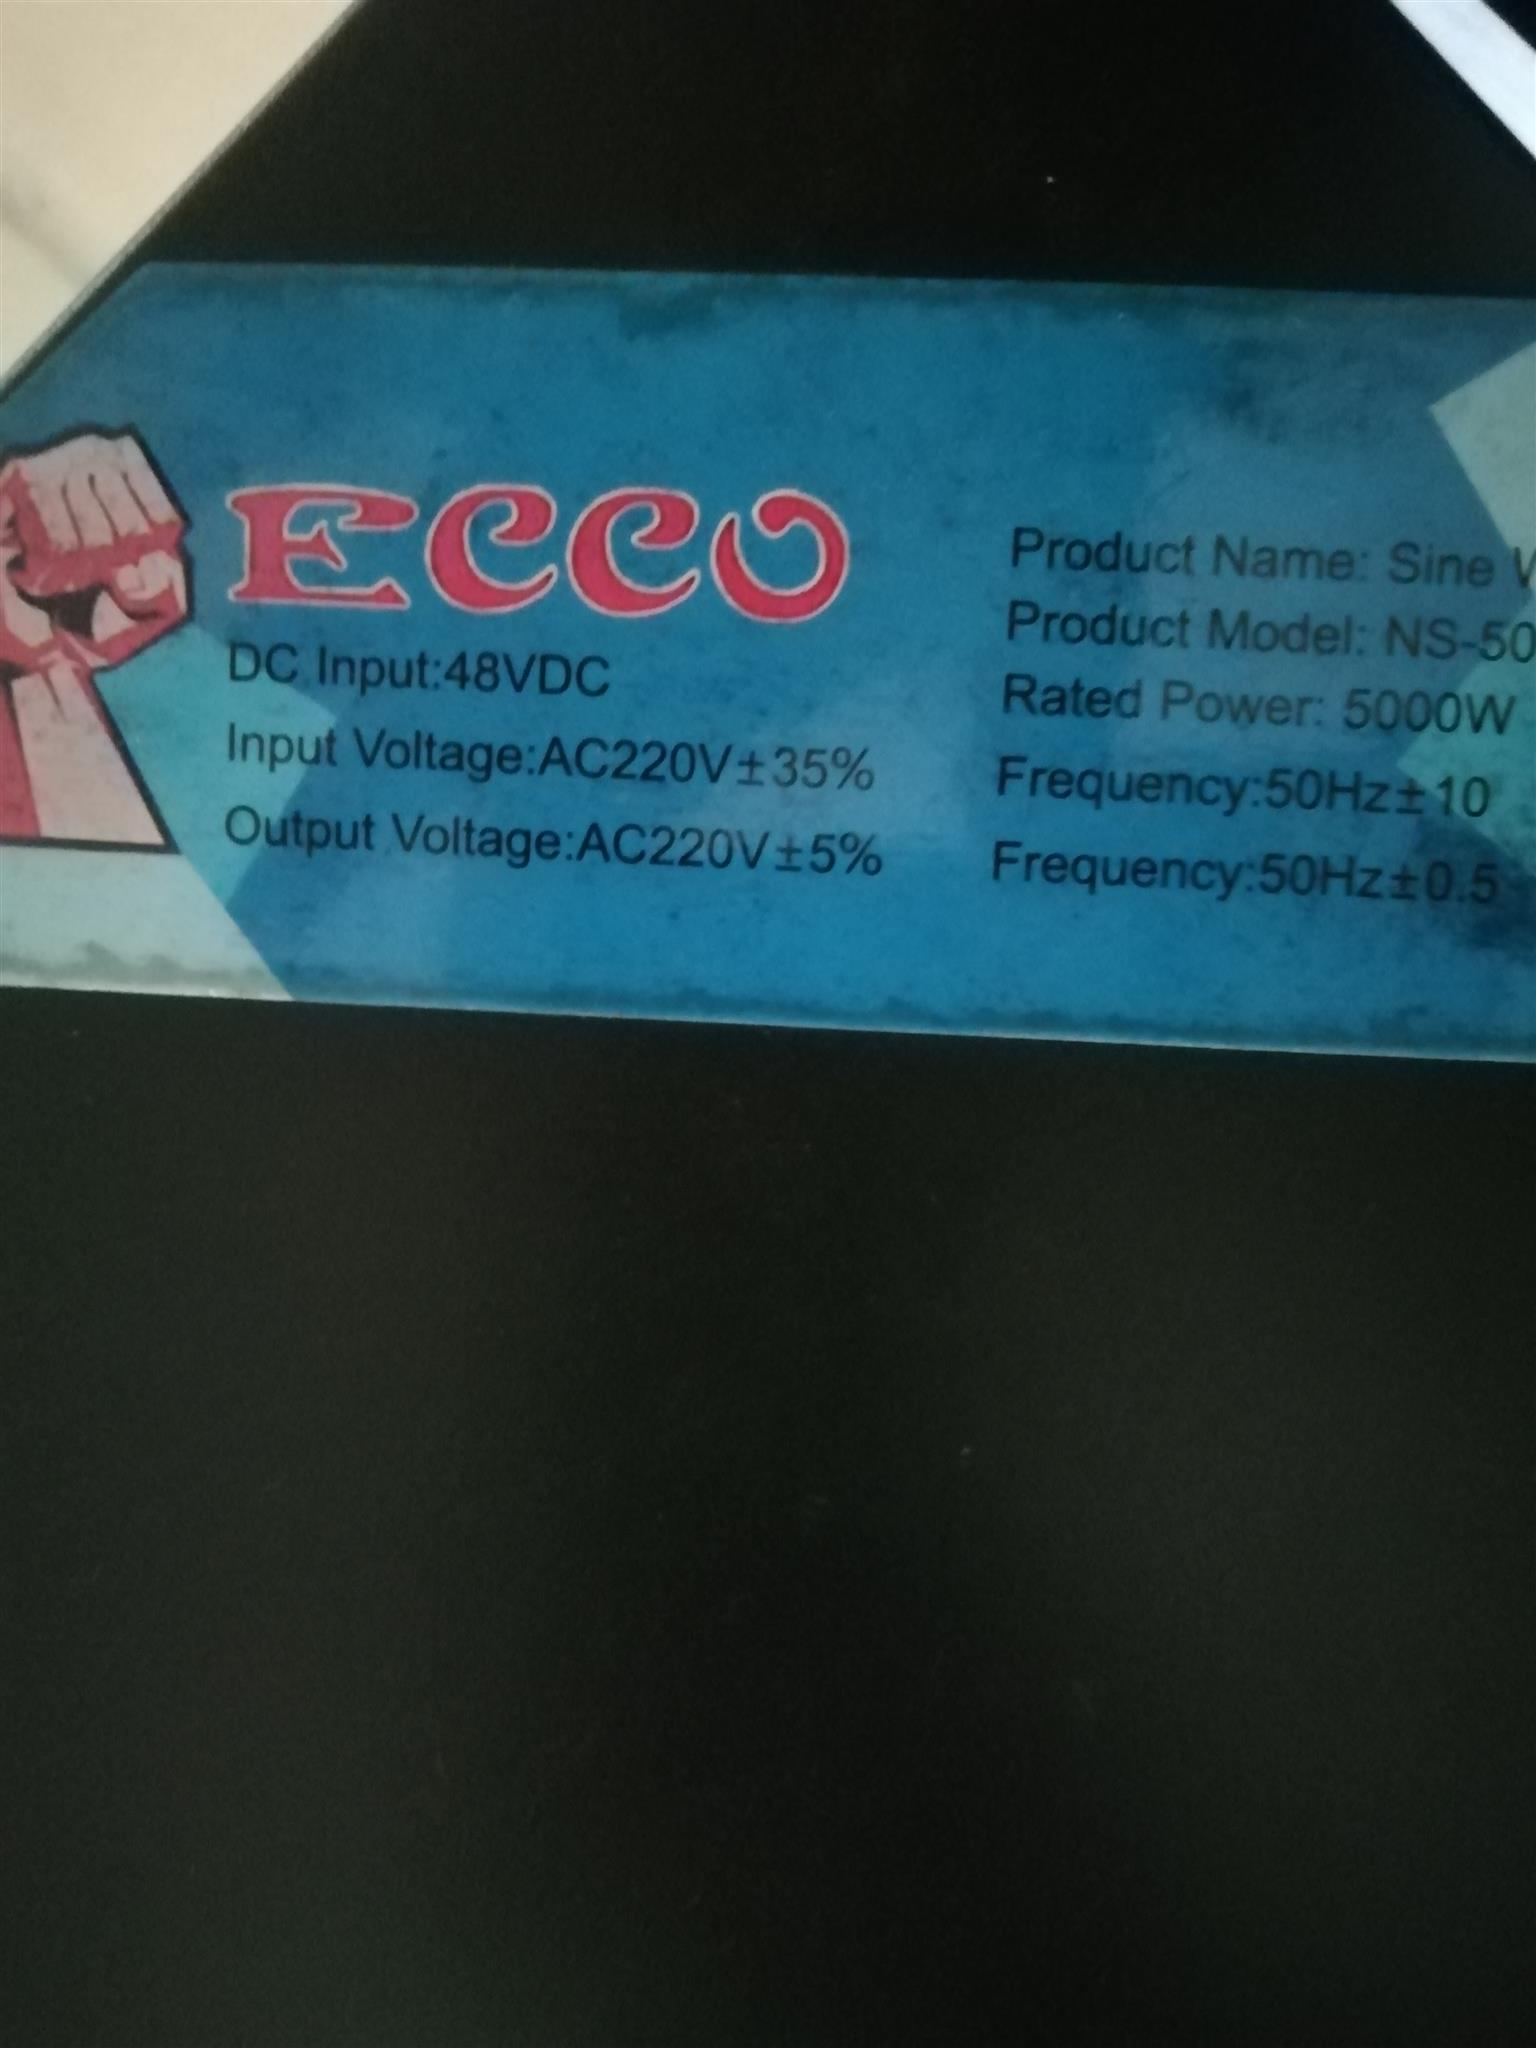 ECCO
DC Input:48VDC
Input Voltage:AC220V±35%
Output Voltage:AC220V±5%
Product Name: Sine
Product Model: NS-50
Rated Power: 5000W
Frequency:50Hz±10
Frequency:50Hz±0.5